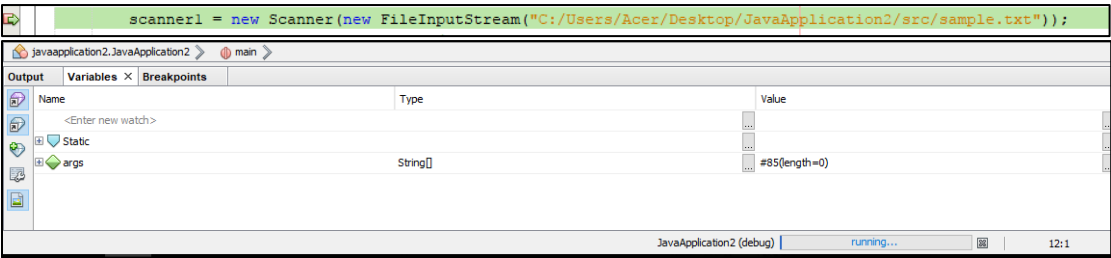 scanner1 = new Scanner(new FileInputStream("C:/Users/Acer/Desktop/JavaApplication2/src/sample.txt"));
javaapplication2.JavaApplication2 main
Output Variables × Breakpoints
Name Type Value
<Enter new watch> ...
Static ...
args String[] ... #85(length=0)
JavaApplication2 (debug) running... 12:1